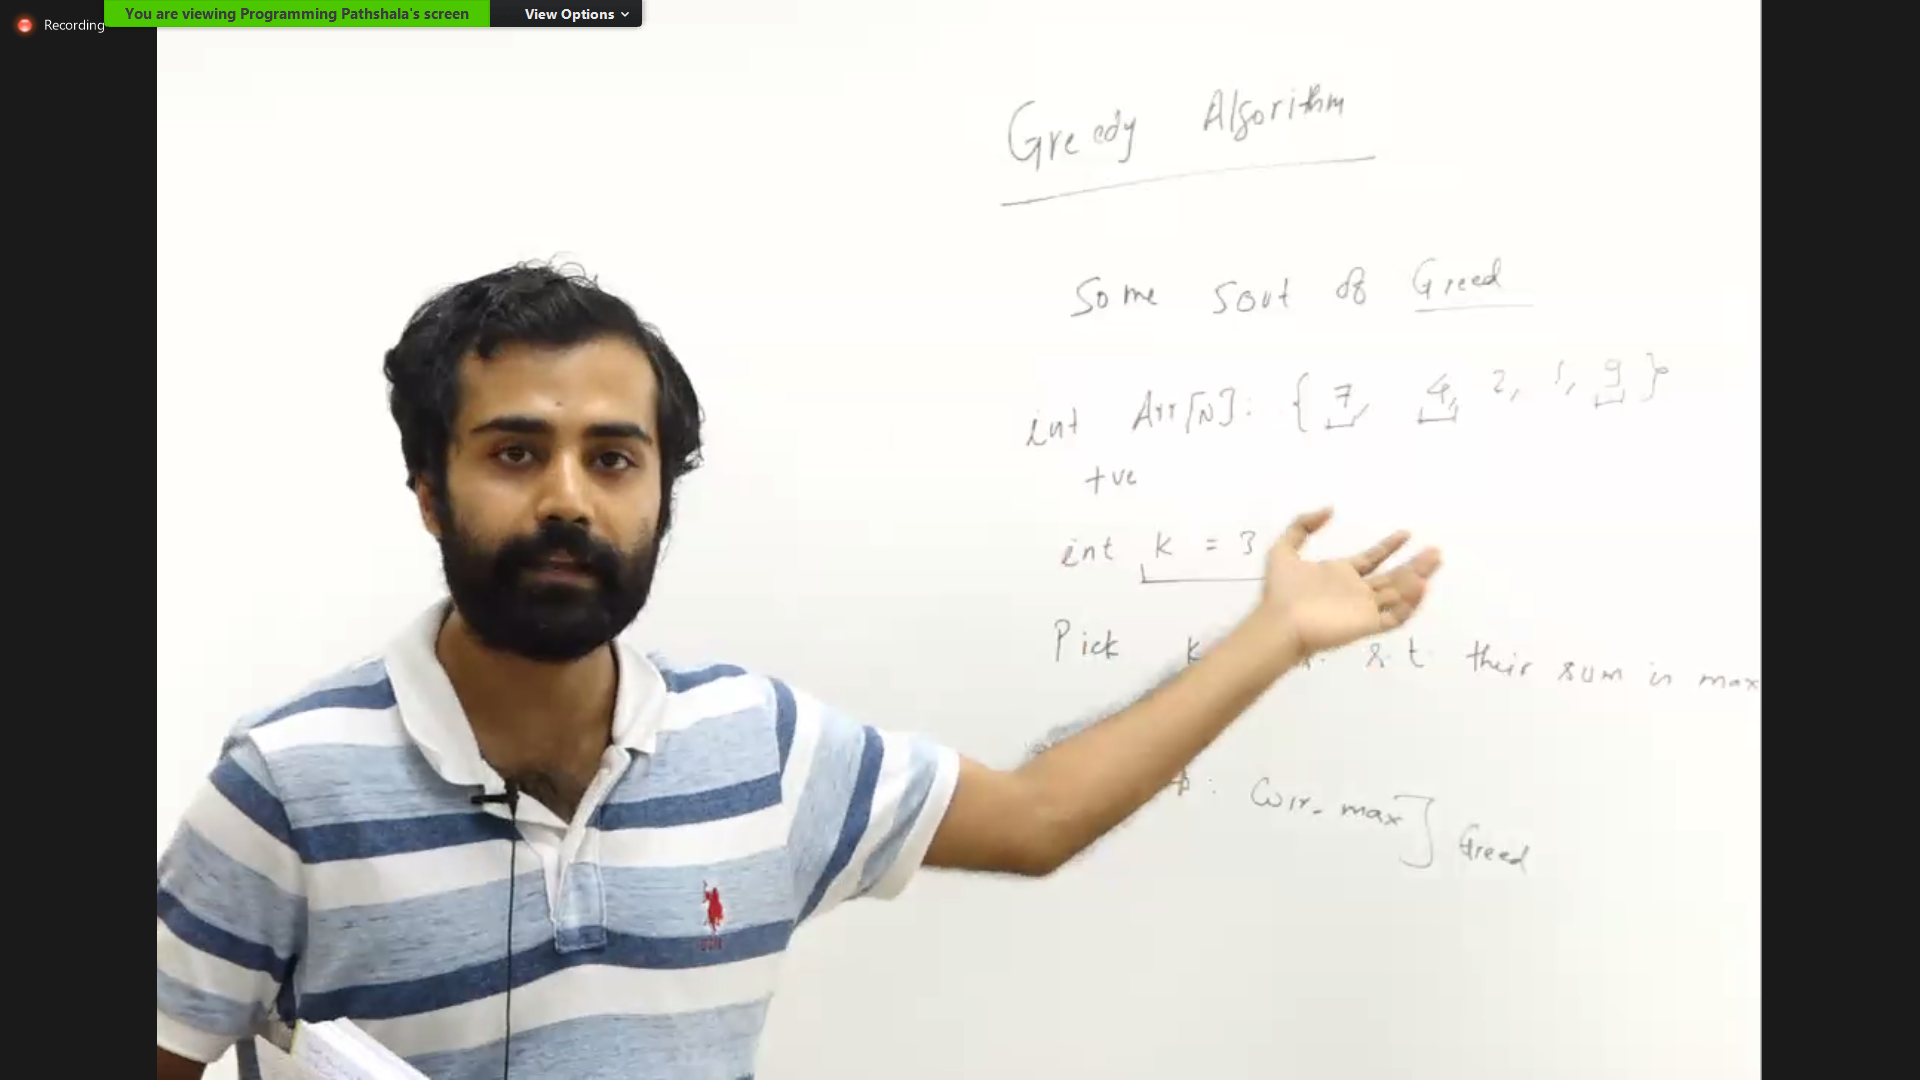 You are viewing Programming Pathshala's screen
View Options
Recording
Greedy Algorithm
Some sort of Greed
int Arr[N]: { 7, 4, 2, 1, 9 }
+ve
int k = 3
Pick k s.t. their sum is max
: Curr_max] Greed